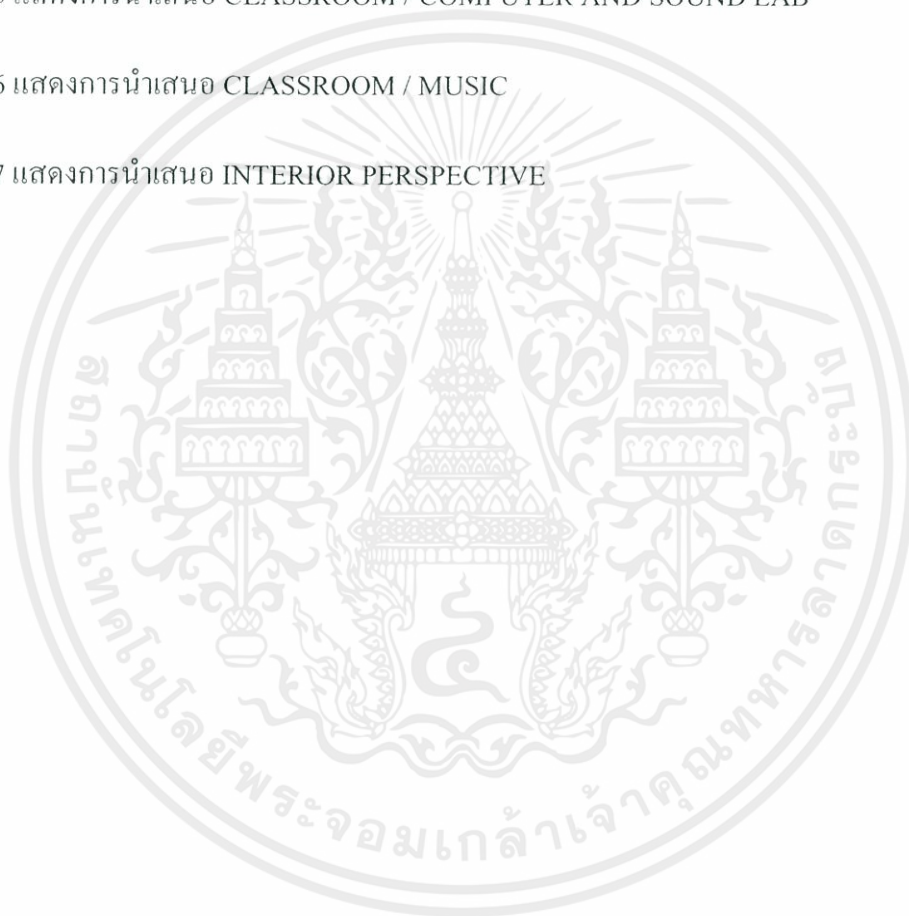 แสดงการนำเสนอ CLASSROOM / COMPUTER AND SOUND LAB
6 แสดงการนำเสนอ CLASSROOM / MUSIC
7 แสดงการนำเสนอ INTERIOR PERSPECTIVE
สถาบันเทคโนโลยีพระจอมเกล้าเจ้าคุณทหารลาดกระบัง
๔